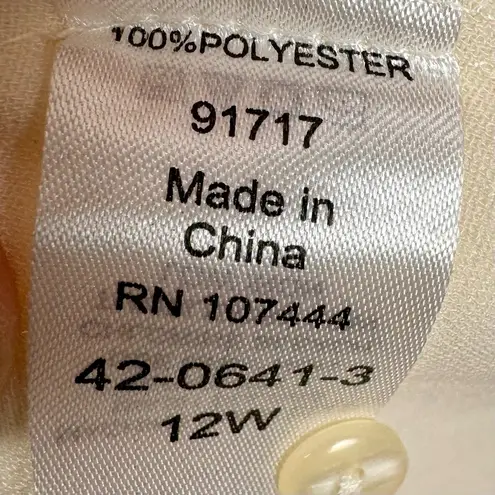 100%POLYESTER
91717
Made in
China
RN 107444
42-0641-3
12W